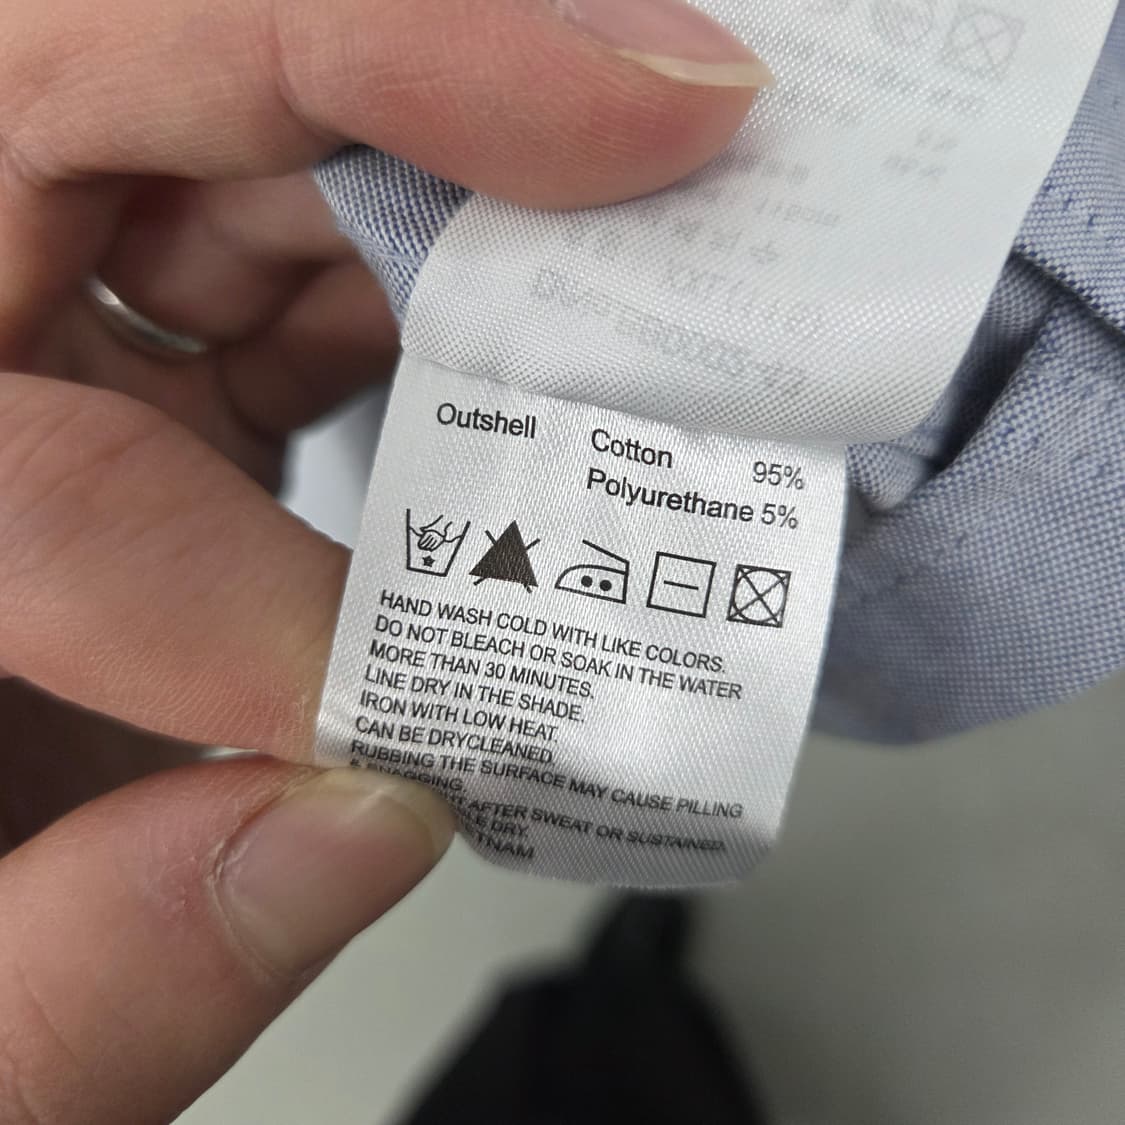 Outshell Cotton 95%
Polyurethane 5%
HAND WASH COLD WITH LIKE COLORS.
DO NOT BLEACH OR SOAK IN THE WATER
MORE THAN 30 MINUTES.
LINE DRY IN THE SHADE.
IRON WITH LOW HEAT.
CAN BE DRYCLEANED.
RUBBING THE SURFACE MAY CAUSE PILLING
& SNAGGING
AFTER SWEAT OR SUSTAINED
DRY.